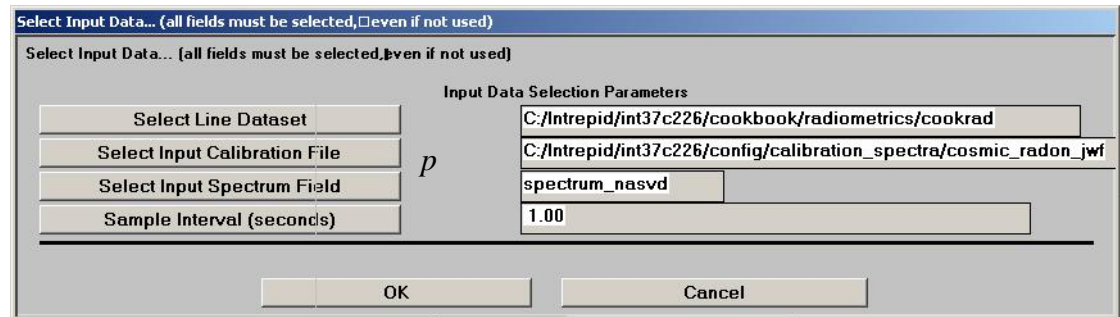 Select Input Data... (all fields must be selected,□even if not used)
Select Input Data... (all fields must be selected,even if not used)
Input Data Selection Parameters
Select Line Dataset C:/Intrepid/int37c226/cookbook/radiometrics/cookrad
Select Input Calibration File p C:/Intrepid/int37c226/config/calibration_spectra/cosmic_radon_jwf
Select Input Spectrum Field spectrum_nasvd
Sample Interval (seconds) 1.00
OK Cancel